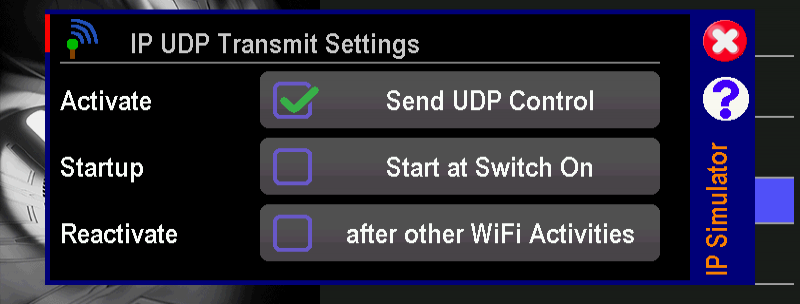 IP UDP Transmit Settings
Activate
Send UDP Control
Startup
Start at Switch On
Reactivate
after other WiFi Activities
?
IP Simulator